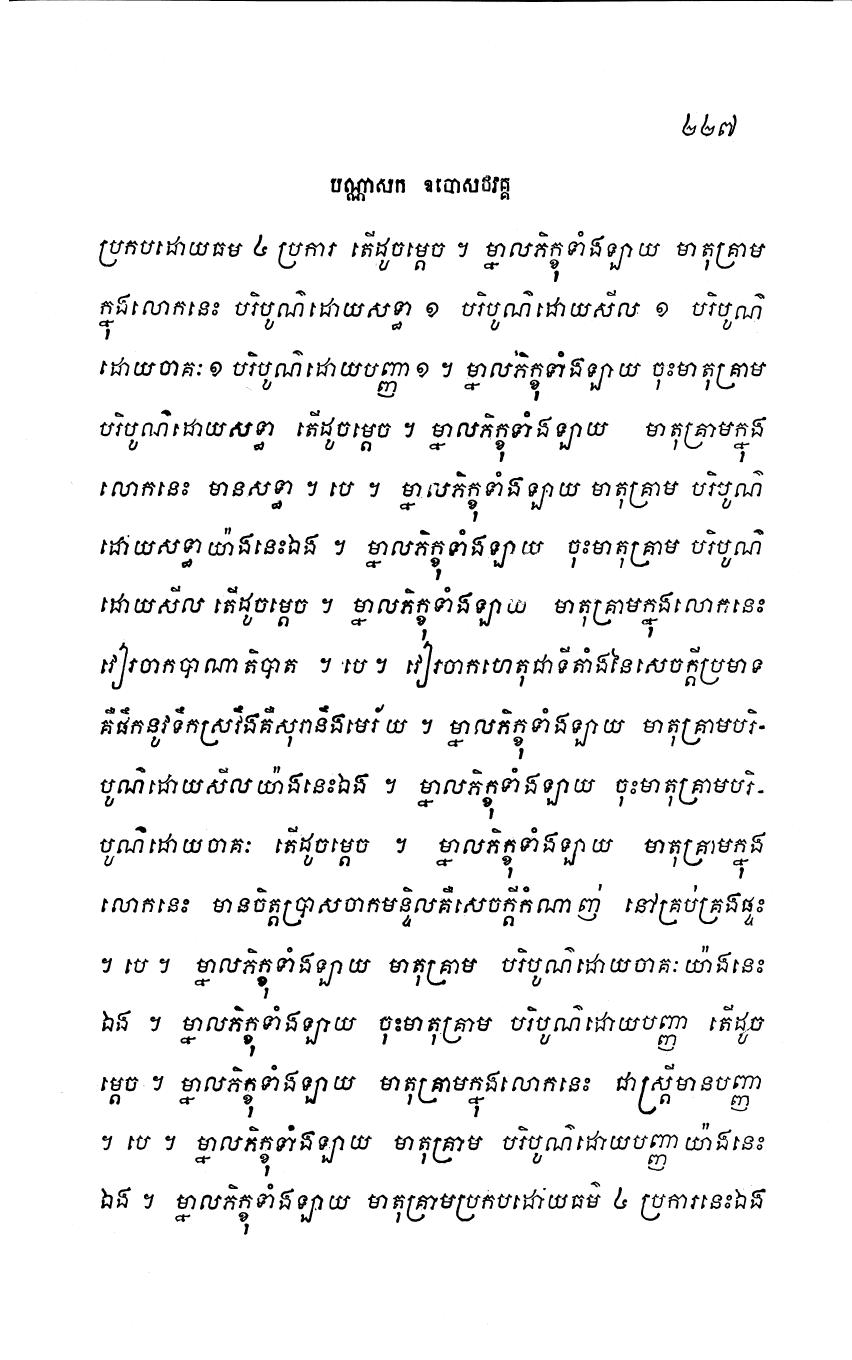 ២២៧
បណ្ណាសក ឧបោសថវគ្គ
ប្រកបដោយធម៌ ៤ ប្រការ តើដូចម្តេច ។ ម្នាលភិក្ខុទាំងឡាយ មាតុគ្រាម
ក្នុងលោកនេះ បរិបូណ៌ដោយសទ្ធា ១ បរិបូណ៌ដោយសីល ១ បរិបូណ៌
ដោយចាគៈ ១ បរិបូណ៌ដោយបញ្ញា ១ ។ ម្នាលភិក្ខុទាំងឡាយ ចុះមាតុគ្រាម
បរិបូណ៌ដោយសទ្ធា តើដូចម្តេច ។ ម្នាលភិក្ខុទាំងឡាយ មាតុគ្រាមក្នុង
លោកនេះ មានសទ្ធា ។ បេ ។ ម្នាលភិក្ខុទាំងឡាយ មាតុគ្រាម បរិបូណ៌
ដោយសទ្ធាយ៉ាងនេះឯង ។ ម្នាលភិក្ខុទាំងឡាយ ចុះមាតុគ្រាម បរិបូណ៌
ដោយសីល តើដូចម្តេច ។ ម្នាលភិក្ខុទាំងឡាយ មាតុគ្រាមក្នុងលោកនេះ
វៀរចាកបាណាតិបាត ។ បេ ។ វៀរចាកហេតុជាទីតាំងនៃសេចក្តីប្រមាទ
គឺផឹកនូវទឹកស្រវឹងគឺសុរានឹងមេរ័យ ។ ម្នាលភិក្ខុទាំងឡាយ មាតុគ្រាមបរិ-
បូណ៌ដោយសីលយ៉ាងនេះឯង ។ ម្នាលភិក្ខុទាំងឡាយ ចុះមាតុគ្រាមបរិ-
បូណ៌ដោយចាគៈ តើដូចម្តេច ។ ម្នាលភិក្ខុទាំងឡាយ មាតុគ្រាមក្នុង
លោកនេះ មានចិត្តប្រាសចាកមន្ទិលគឺសេចក្តីកំណាញ់ នៅគ្រប់គ្រងផ្ទះ
។ បេ ។ ម្នាលភិក្ខុទាំងឡាយ មាតុគ្រាម បរិបូណ៌ដោយចាគៈយ៉ាងនេះ
ឯង ។ ម្នាលភិក្ខុទាំងឡាយ ចុះមាតុគ្រាម បរិបូណ៌ដោយបញ្ញា តើដូច
ម្តេច ។ ម្នាលភិក្ខុទាំងឡាយ មាតុគ្រាមក្នុងលោកនេះ ជាស្ត្រីមានបញ្ញា
។ បេ ។ ម្នាលភិក្ខុទាំងឡាយ មាតុគ្រាម បរិបូណ៌ដោយបញ្ញាយ៉ាងនេះ
ឯង ។ ម្នាលភិក្ខុទាំងឡាយ មាតុគ្រាមប្រកបដោយធម៌ ៤ ប្រការនេះឯង